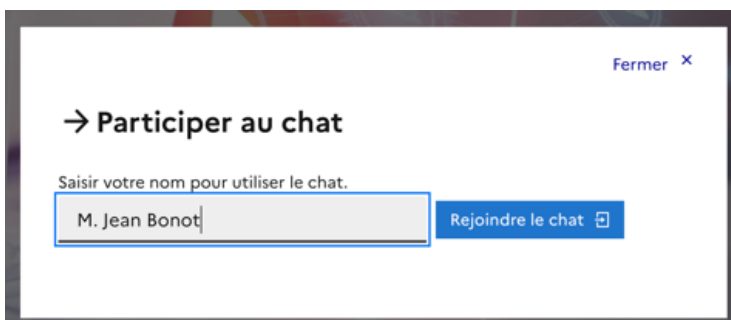 Fermer ×
→ Participer au chat
Saisir votre nom pour utiliser le chat.
M. Jean Bonot
Rejoindre le chat